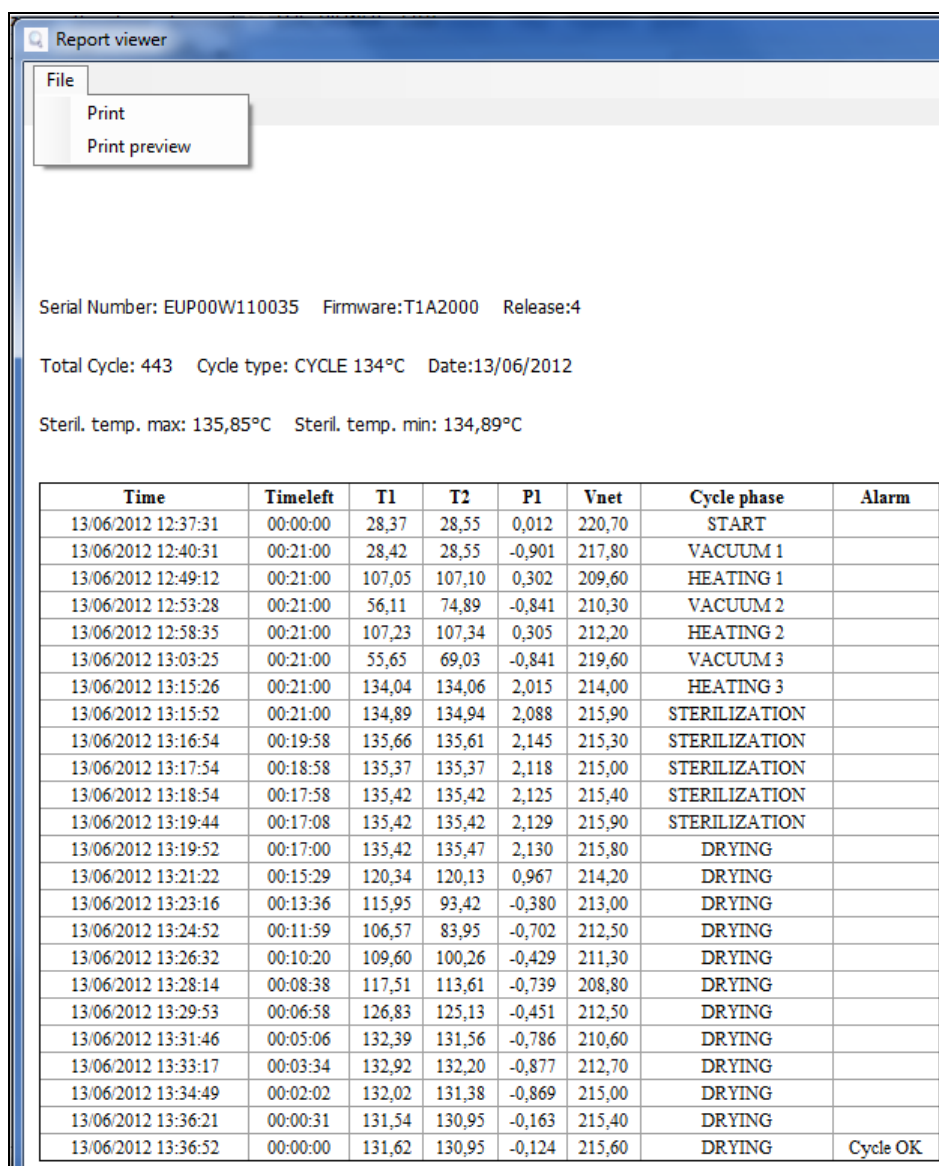 Report viewer
File
Print
Print preview
Serial Number: EUP00W110035 Firmware:T1A2000 Release:4
Total Cycle: 443 Cycle type: CYCLE 134°C Date:13/06/2012
Steril. temp. max: 135,85°C Steril. temp. min: 134,89°C
Time Timeleft T1 T2 P1 Vnet Cycle phase Alarm
13/06/2012 12:37:31 00:00:00 28,37 28,55 0,012 220,70 START
13/06/2012 12:40:31 00:21:00 28,42 28,55 -0,901 217,80 VACUUM 1
13/06/2012 12:49:12 00:21:00 107,05 107,10 0,302 209,60 HEATING 1
13/06/2012 12:53:28 00:21:00 56,11 74,89 -0,841 210,30 VACUUM 2
13/06/2012 12:58:35 00:21:00 107,23 107,34 0,305 212,20 HEATING 2
13/06/2012 13:03:25 00:21:00 55,65 69,03 -0,841 219,60 VACUUM 3
13/06/2012 13:15:26 00:21:00 134,04 134,06 2,015 214,00 HEATING 3
13/06/2012 13:15:52 00:21:00 134,89 134,94 2,088 215,90 STERILIZATION
13/06/2012 13:16:54 00:19:58 135,66 135,61 2,145 215,30 STERILIZATION
13/06/2012 13:17:54 00:18:58 135,37 135,37 2,118 215,00 STERILIZATION
13/06/2012 13:18:54 00:17:58 135,42 135,42 2,125 215,40 STERILIZATION
13/06/2012 13:19:44 00:17:08 135,42 135,42 2,129 215,90 STERILIZATION
13/06/2012 13:19:52 00:17:00 135,42 135,47 2,130 215,80 DRYING
13/06/2012 13:21:22 00:15:29 120,34 120,13 0,967 214,20 DRYING
13/06/2012 13:23:16 00:13:36 115,95 93,42 -0,380 213,00 DRYING
13/06/2012 13:24:52 00:11:59 106,57 83,95 -0,702 212,50 DRYING
13/06/2012 13:26:32 00:10:20 109,60 100,26 -0,429 211,30 DRYING
13/06/2012 13:28:14 00:08:38 117,51 113,61 -0,739 208,80 DRYING
13/06/2012 13:29:53 00:06:58 126,83 125,13 -0,451 212,50 DRYING
13/06/2012 13:31:46 00:05:06 132,39 131,56 -0,786 210,60 DRYING
13/06/2012 13:33:17 00:03:34 132,92 132,20 -0,877 212,70 DRYING
13/06/2012 13:34:49 00:02:02 132,02 131,38 -0,869 215,00 DRYING
13/06/2012 13:36:21 00:00:31 131,54 130,95 -0,163 215,40 DRYING
13/06/2012 13:36:52 00:00:00 131,62 130,95 -0,124 215,60 DRYING Cycle OK